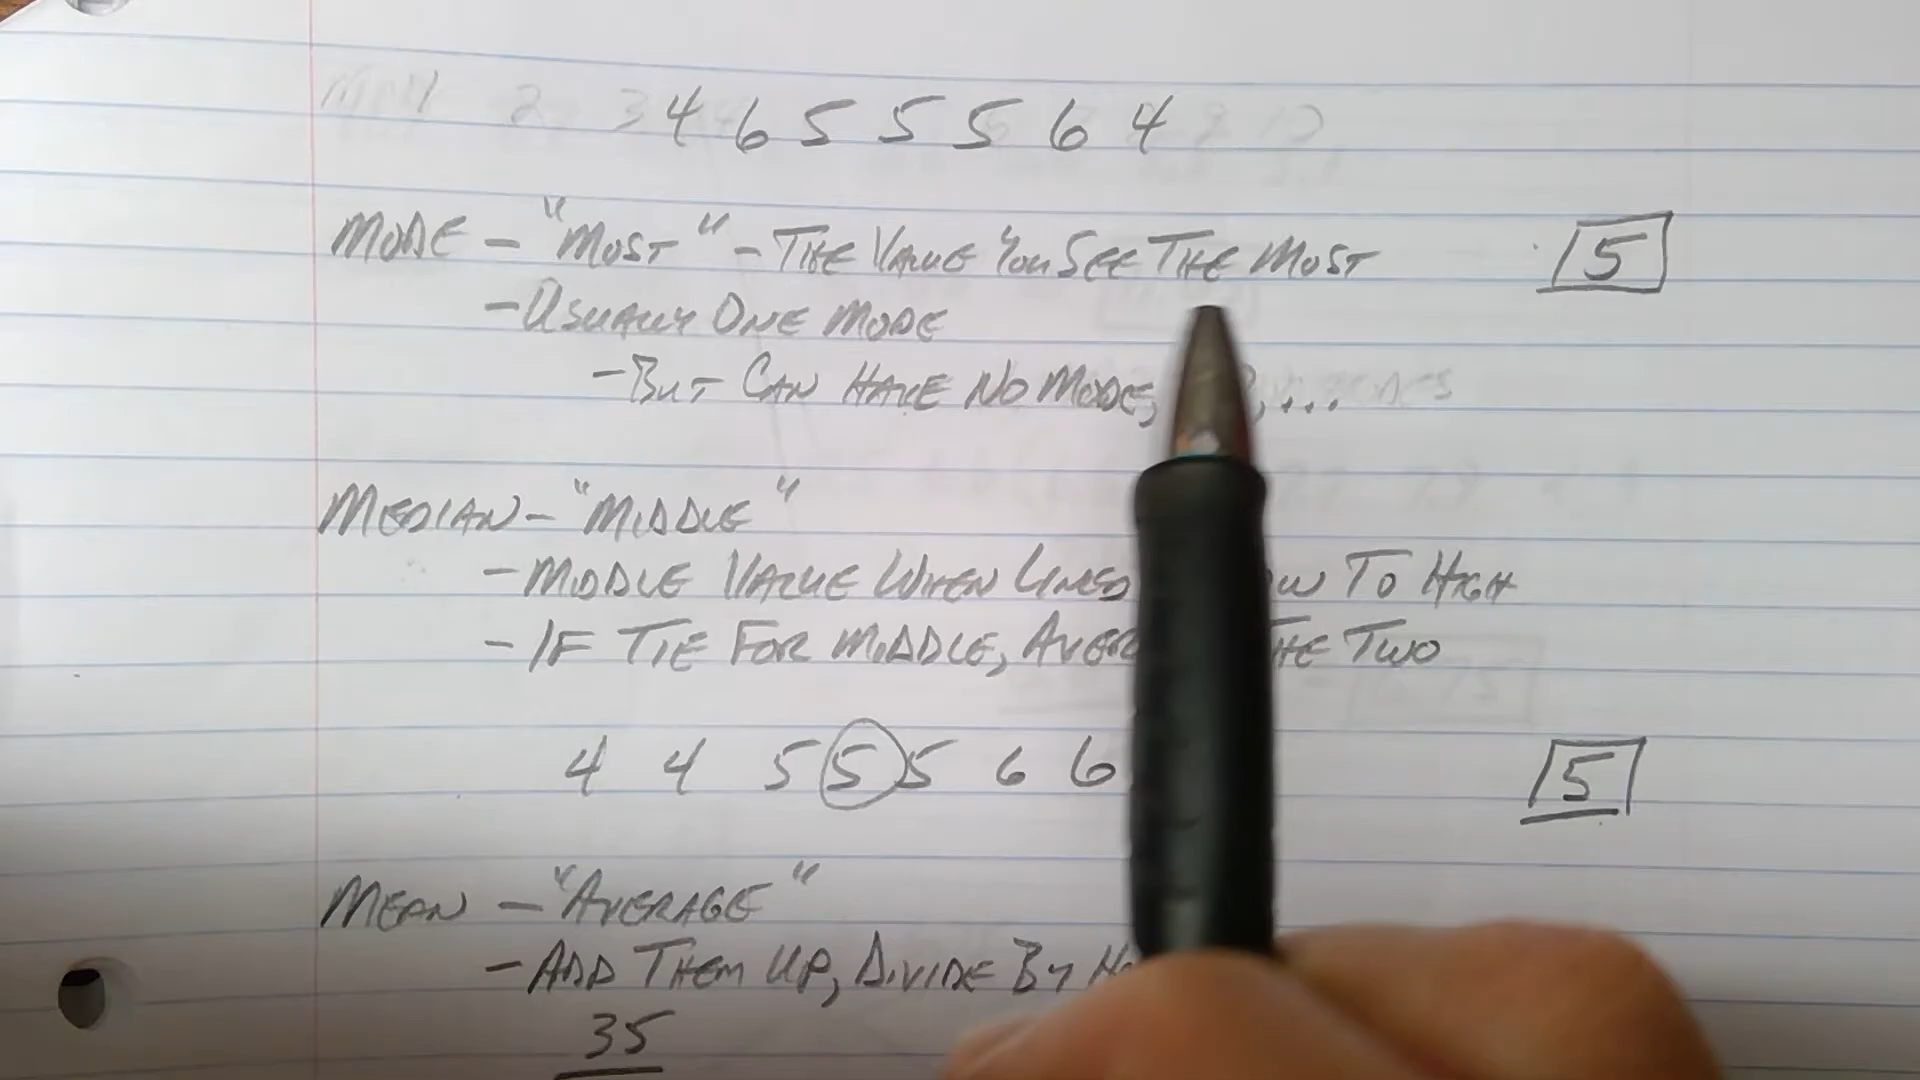 4 6 5 5 5 6 4
MODE - "MOST" - THE VALUE YOU SEE THE MOST
5
- USUALLY ONE MODE
- BUT CAN HAVE NO MODE, , ...
MEDIAN - "MIDDLE"
- MIDDLE VALUE WHEN LINED TO HIGH
- IF TIE FOR MIDDLE, THE TWO
4 4 5 5 5 6 6
5
MEAN - "AVERAGE"
- ADD THEM UP, DIVIDE BY
35